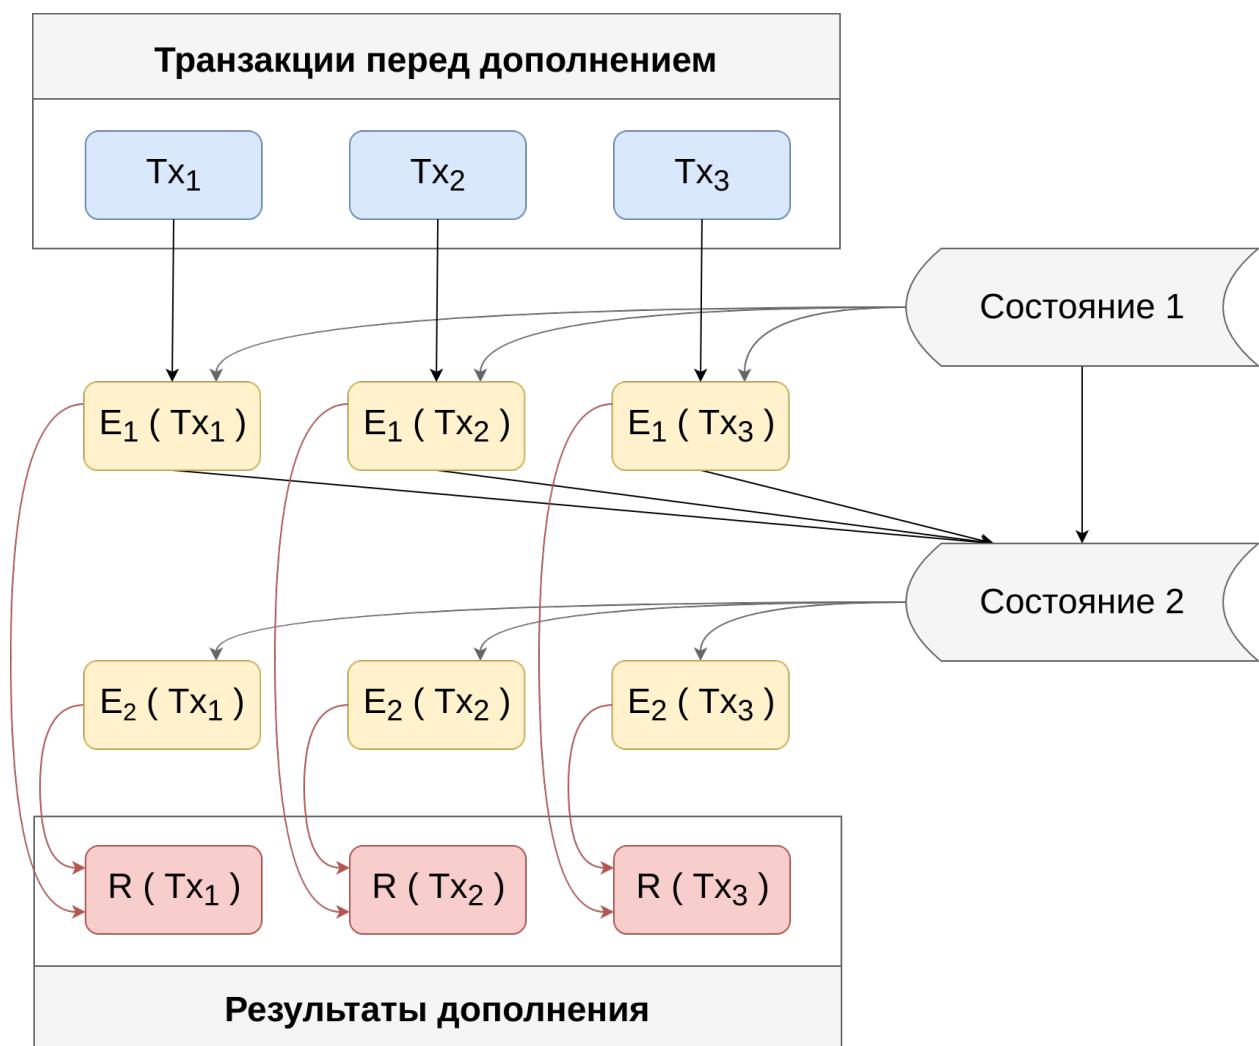 Транзакции перед дополнением
Tx₁
Tx₂
Tx₃
Состояние 1
E₁ ( Tx₁ )
E₁ ( Tx₂ )
E₁ ( Tx₃ )
Состояние 2
E₂ ( Tx₁ )
E₂ ( Tx₂ )
E₂ ( Tx₃ )
R ( Tx₁ )
R ( Tx₂ )
R ( Tx₃ )
Результаты дополнения